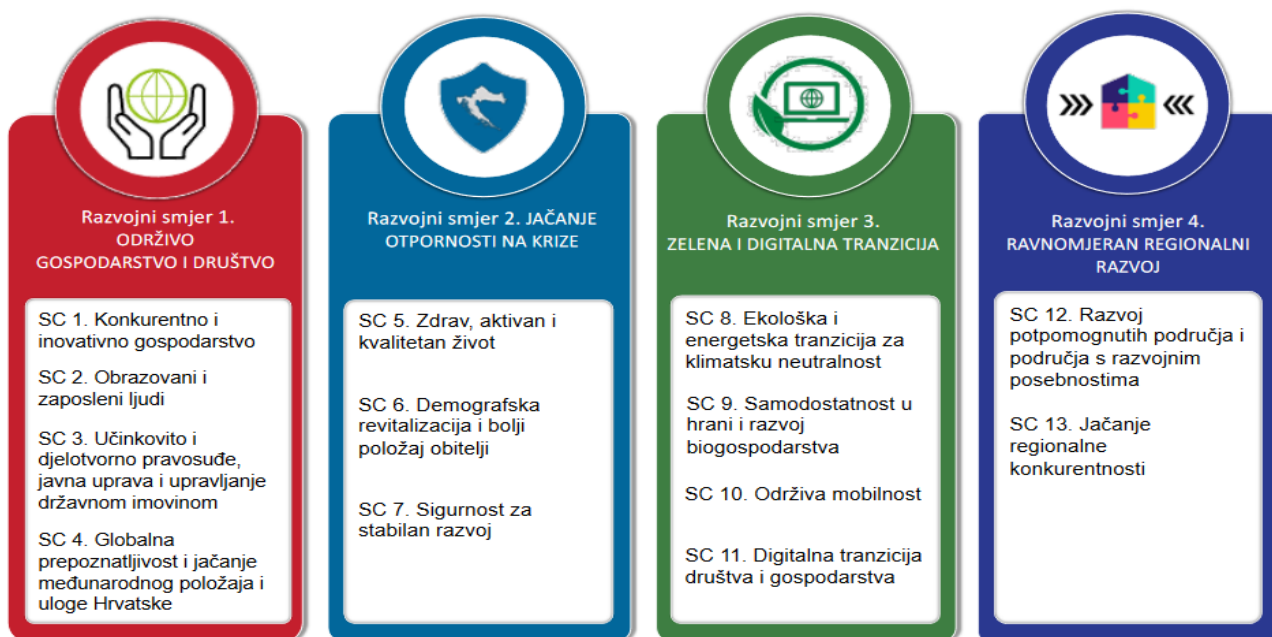 Razvojni smjer 1.
ODRŽIVO
GOSPODARSTVO I DRUŠTVO
SC 1. Konkurentno i
inovativno gospodarstvo
SC 2. Obrazovani i
zaposleni ljudi
SC 3. Učinkovito i
djelotvorno pravosuđe,
javna uprava i upravljanje
državnom imovinom
SC 4. Globalna
prepoznatljivost i jačanje
međunarodnog položaja i
uloge Hrvatske
Razvojni smjer 2. JAČANJE
OTPORNOSTI NA KRIZE
SC 5. Zdrav, aktivan i
kvalitetan život
SC 6. Demografska
revitalizacija i bolji
položaj obitelji
SC 7. Sigurnost za
stabilan razvoj
Razvojni smjer 3.
ZELENA I DIGITALNA TRANZICIJA
SC 8. Ekološka i
energetska tranzicija za
klimatsku neutralnost
SC 9. Samodostatnost u
hrani i razvoj
biogospodarstva
SC 10. Održiva mobilnost
SC 11. Digitalna tranzicija
društva i gospodarstva
Razvojni smjer 4.
RAVNOMJERAN REGIONALNI
RAZVOJ
SC 12. Razvoj
potpomognutih područja i
područja s razvojnim
posebnostima
SC 13. Jačanje
regionalne
konkurentnosti